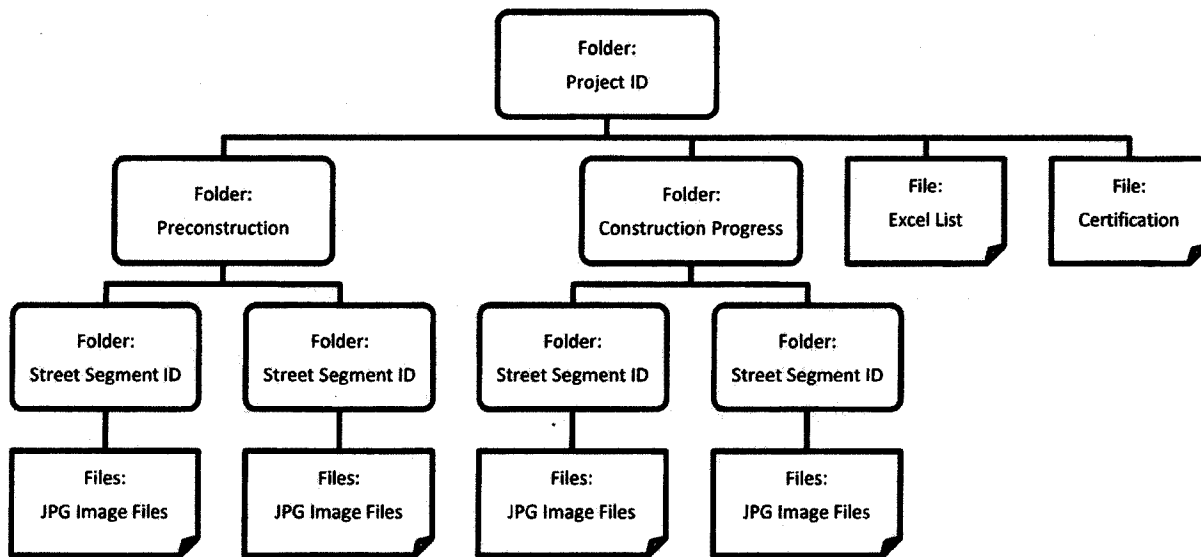 Folder:
Project ID
Folder:
Preconstruction
Folder:
Construction Progress
File:
Excel List
File:
Certification
Folder:
Street Segment ID
Folder:
Street Segment ID
Folder:
Street Segment ID
Folder:
Street Segment ID
Files:
JPG Image Files
Files:
JPG Image Files
Files:
JPG Image Files
Files:
JPG Image Files